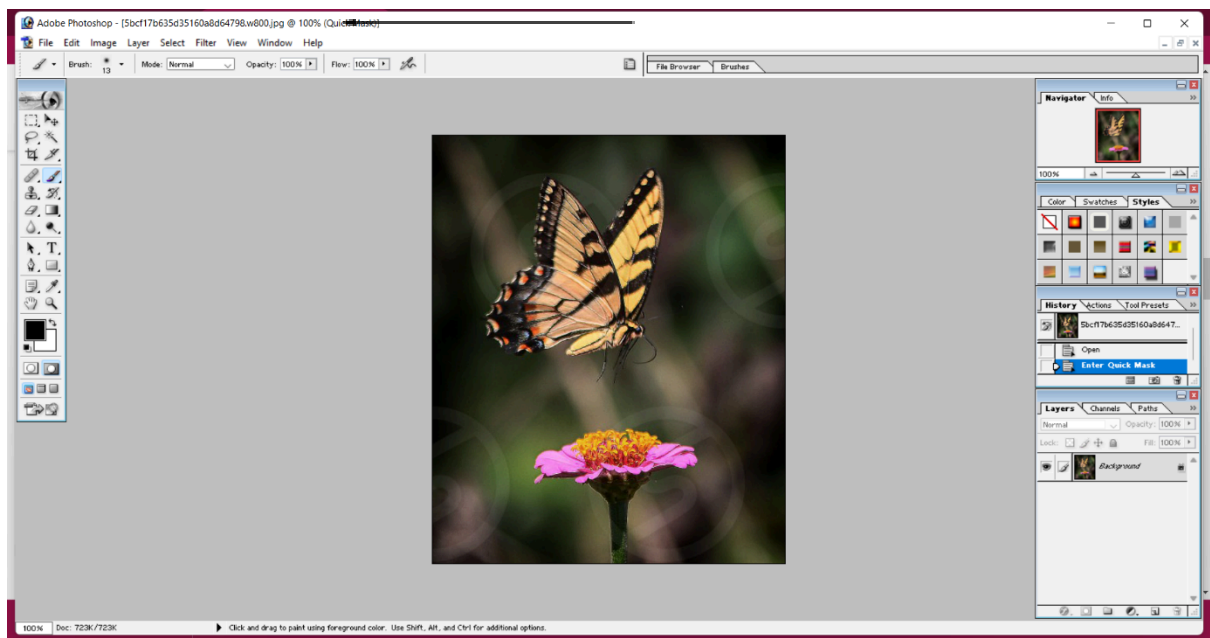 Adobe Photoshop - [5bcf17b635d35160a8d64798.w800.jpg @ 100% (Quick Mask)]
File Edit Image Layer Select Filter View Window Help
Brush: 13 Mode: Normal Opacity: 100% Flow: 100%
File Browser Brushes
Navigator Info
100%
Color Swatches Styles
History Actions Tool Presets
5bcf17b635d35160a8d647...
Open
Enter Quick Mask
Layers Channels Paths
Normal Opacity: 100%
Lock: Fill: 100%
Background
100% Doc: 723K/723K Click and drag to paint using foreground color. Use Shift, Alt, and Ctrl for additional options.